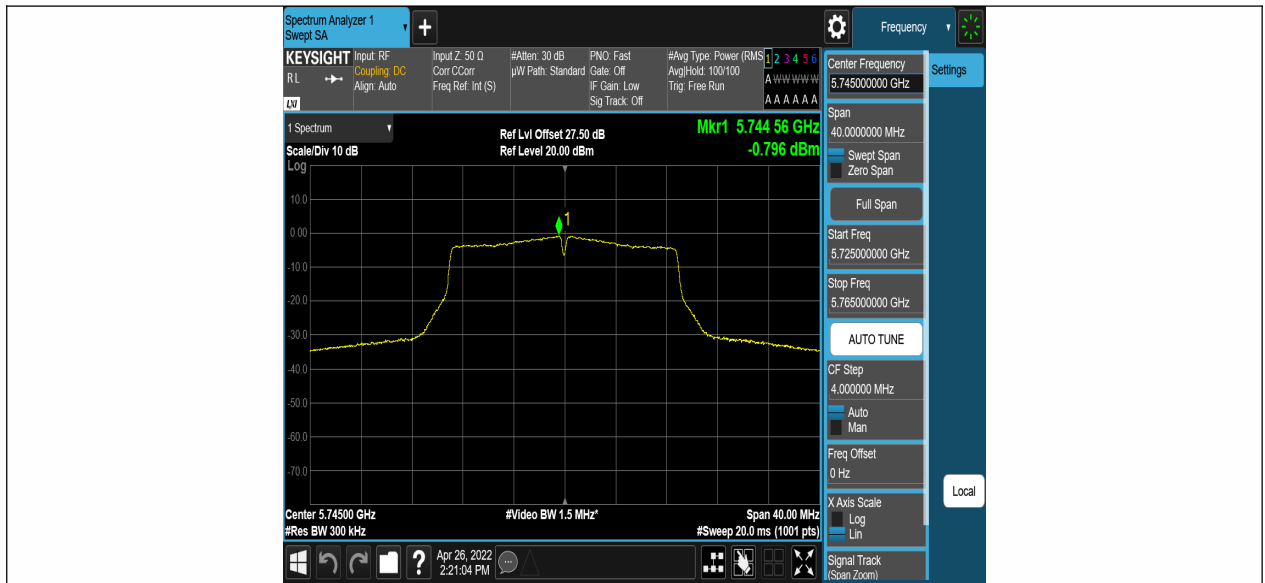 Spectrum Analyzer 1
Swept SA
+
Frequency
KEYSIGHT
RL
LXI
Input: RF
Coupling: DC
Align: Auto
Input Z: 50 Ω
Corr CCorr
Freq Ref: Int (S)
#Atten: 30 dB
µW Path: Standard
PNO: Fast
Gate: Off
IF Gain: Low
Sig Track: Off
#Avg Type: Power (RMS
Avg|Hold: 100/100
Trig: Free Run
1 2 3 4 5 6
A W W W W W
A A A A A A
1 Spectrum
Scale/Div 10 dB
Ref Lvl Offset 27.50 dB
Ref Level 20.00 dBm
Mkr1 5.744 56 GHz
-0.796 dBm
Log
10.0
0.00
-10.0
-20.0
-30.0
-40.0
-50.0
-60.0
-70.0
1
Center 5.74500 GHz
#Res BW 300 kHz
#Video BW 1.5 MHz*
Span 40.00 MHz
#Sweep 20.0 ms (1001 pts)
Center Frequency
5.745000000 GHz
Span
40.0000000 MHz
Swept Span
Zero Span
Full Span
Start Freq
5.725000000 GHz
Stop Freq
5.765000000 GHz
AUTO TUNE
CF Step
4.000000 MHz
Auto
Man
Freq Offset
0 Hz
X Axis Scale
Log
Lin
Signal Track
(Span Zoom)
Settings
Local
?
Apr 26, 2022
2:21:04 PM